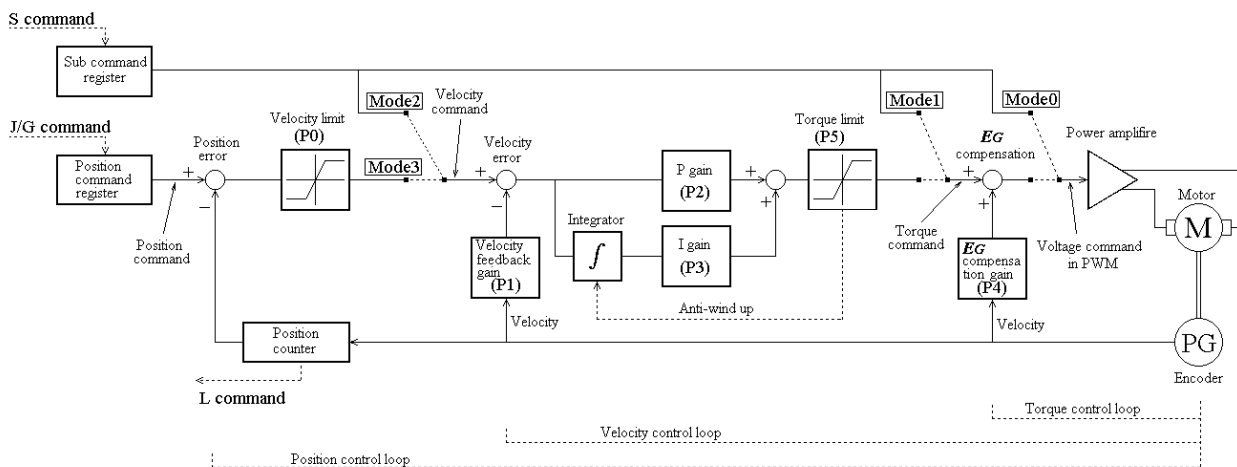 S command
Sub command
register
J/G command
Position
command
register
Position
command
Position
error
Velocity limit
(P0)
Mode2
Mode3
Velocity
command
Velocity
error
Velocity
feedback
gain
(P1)
Velocity
Integrator
∫
P gain
(P2)
I gain
(P3)
Anti-wind up
Torque limit
(P5)
Mode1
Torque
command
EG
compensation
EG
compensa
tion gain
(P4)
Velocity
Mode0
Voltage command
in PWM
Power amplifire
Motor
M
PG
Encoder
Position
counter
L command
Torque control loop
Velocity control loop
Position control loop